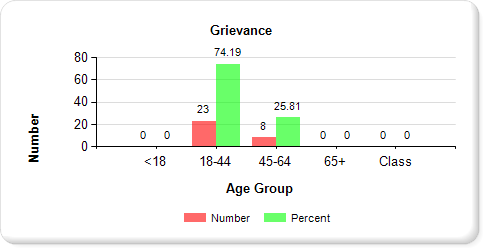 Grievance
Number
80
60
40
20
0
0 0
23 74.19
8 25.81
0 0
0 0
<18 18-44 45-64 65+ Class
Age Group
Number Percent